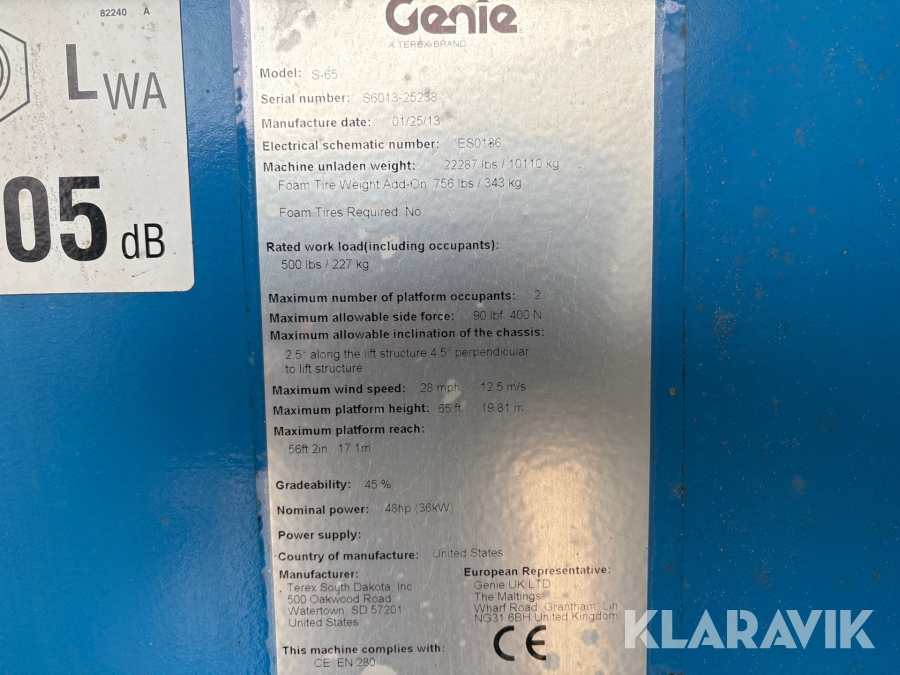 82240 A
LWA
05 dB
Genie
A TEREX BRAND
Model: S-65
Serial number: S6013-25238
Manufacture date: 01/25/13
Electrical schematic number: ES0186
Machine unladen weight: 22287 lbs / 10110 kg
Foam Tire Weight Add-On: 756 lbs / 343 kg
Foam Tires Required: No
Rated work load(including occupants):
500 lbs / 227 kg
Maximum number of platform occupants: 2
Maximum allowable side force: 90 lbf 400 N
Maximum allowable inclination of the chassis:
2.5° along the lift structure 4.5° perpendicular
to lift structure
Maximum wind speed: 28 mph 12.5 m/s
Maximum platform height: 65 ft 19.81 m
Maximum platform reach:
56ft 2in 17.1m
Gradeability: 45 %
Nominal power: 48hp (36kW)
Power supply:
Country of manufacture: United States
Manufacturer:
Terex South Dakota, Inc
500 Oakwood Road
Watertown, SD 57201
United States
European Representative:
Genie UK LTD
The Maltings
Wharf Road, Grantham, Lin
NG31 6BH United Kingdom
This machine complies with:
CE EN 280
CE
KLARAVIK